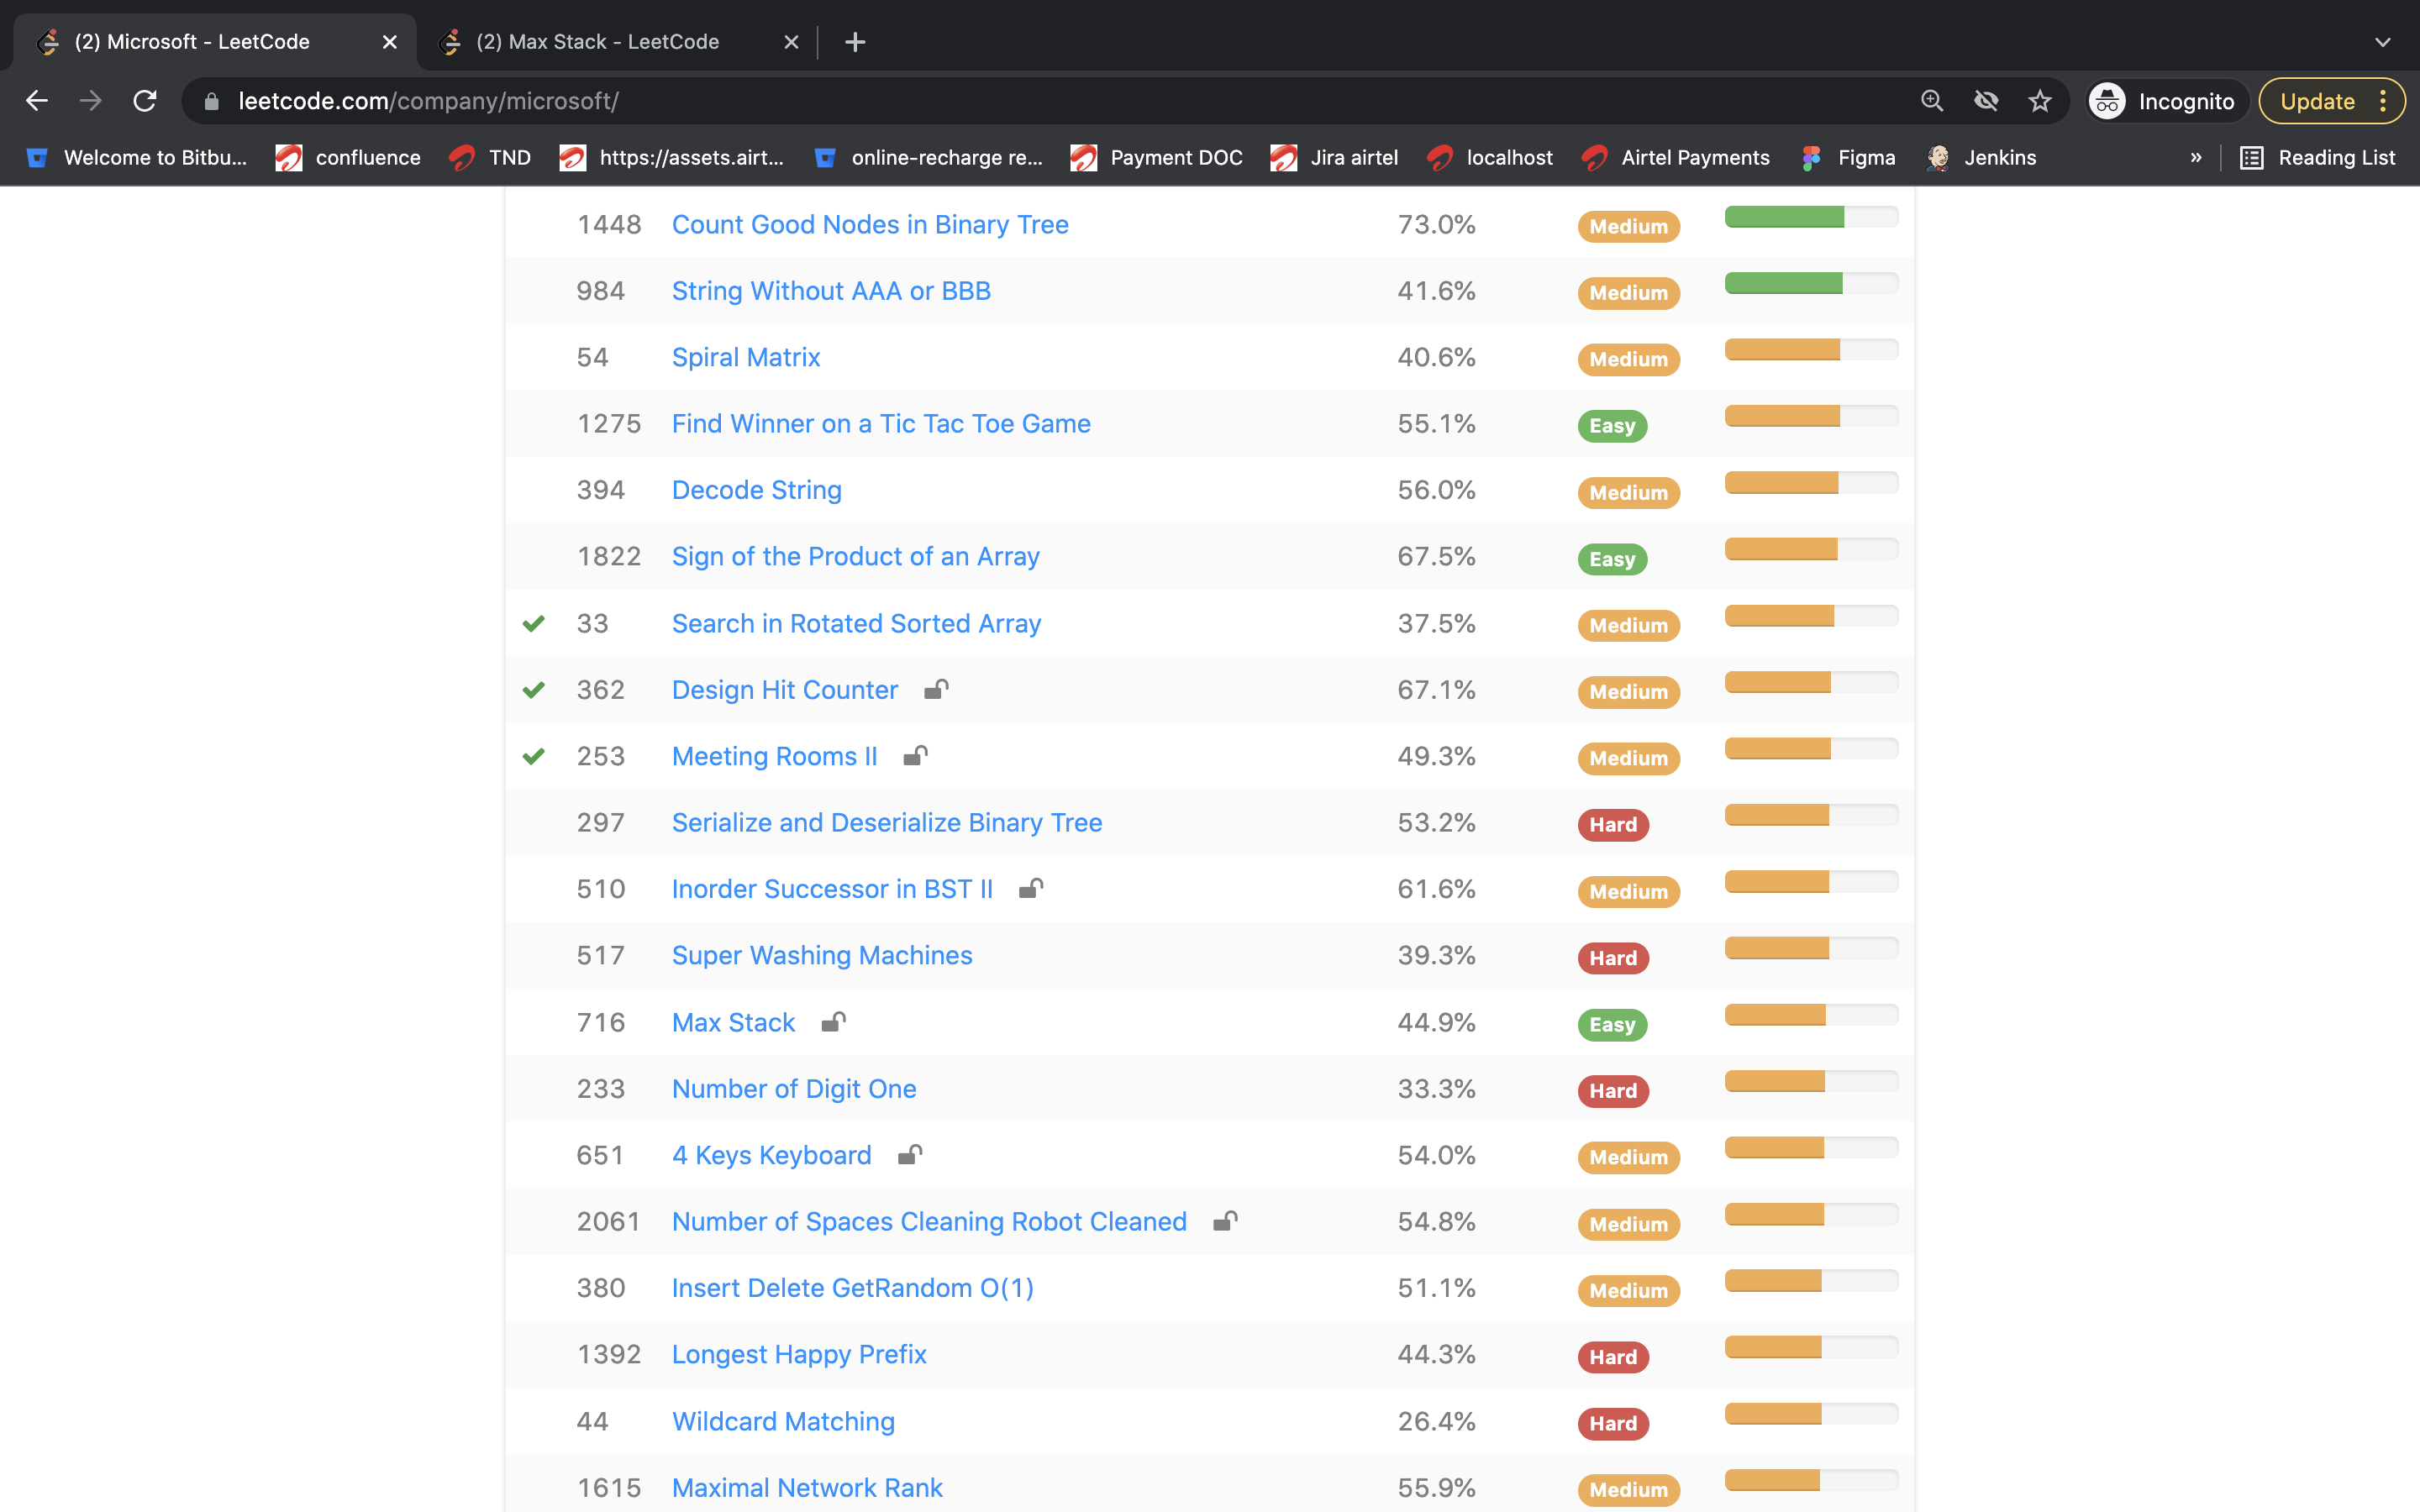 (2) Microsoft - LeetCode (2) Max Stack - LeetCode
leetcode.com/company/microsoft/ Incognito Update
Welcome to Bitbu... confluence TND https://assets.airt... online-recharge re... Payment DOC Jira airtel localhost Airtel Payments Figma Jenkins » Reading List
1448 Count Good Nodes in Binary Tree 73.0% Medium
984 String Without AAA or BBB 41.6% Medium
54 Spiral Matrix 40.6% Medium
1275 Find Winner on a Tic Tac Toe Game 55.1% Easy
394 Decode String 56.0% Medium
1822 Sign of the Product of an Array 67.5% Easy
33 Search in Rotated Sorted Array 37.5% Medium
362 Design Hit Counter 67.1% Medium
253 Meeting Rooms II 49.3% Medium
297 Serialize and Deserialize Binary Tree 53.2% Hard
510 Inorder Successor in BST II 61.6% Medium
517 Super Washing Machines 39.3% Hard
716 Max Stack 44.9% Easy
233 Number of Digit One 33.3% Hard
651 4 Keys Keyboard 54.0% Medium
2061 Number of Spaces Cleaning Robot Cleaned 54.8% Medium
380 Insert Delete GetRandom O(1) 51.1% Medium
1392 Longest Happy Prefix 44.3% Hard
44 Wildcard Matching 26.4% Hard
1615 Maximal Network Rank 55.9% Medium